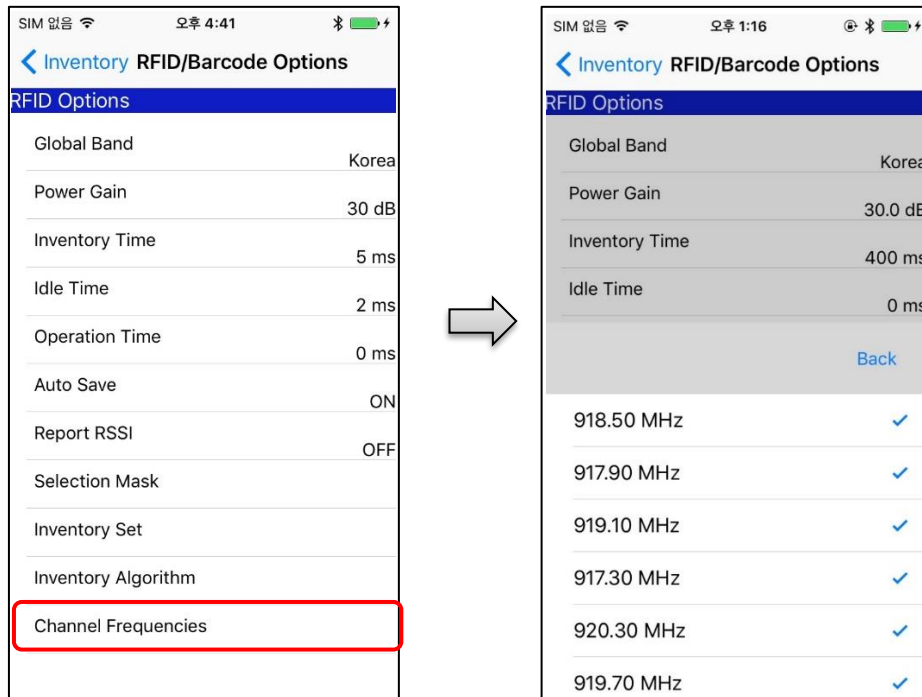 SIM 없음 오후 4:41
Inventory RFID/Barcode Options
RFID Options
Global Band
Korea
Power Gain
30 dB
Inventory Time
5 ms
Idle Time
2 ms
Operation Time
0 ms
Auto Save
ON
Report RSSI
OFF
Selection Mask
Inventory Set
Inventory Algorithm
Channel Frequencies
SIM 없음 오후 1:16
Inventory RFID/Barcode Options
RFID Options
Global Band
Korea
Power Gain
30.0 dB
Inventory Time
400 ms
Idle Time
0 ms
Back
918.50 MHz
917.90 MHz
919.10 MHz
917.30 MHz
920.30 MHz
919.70 MHz